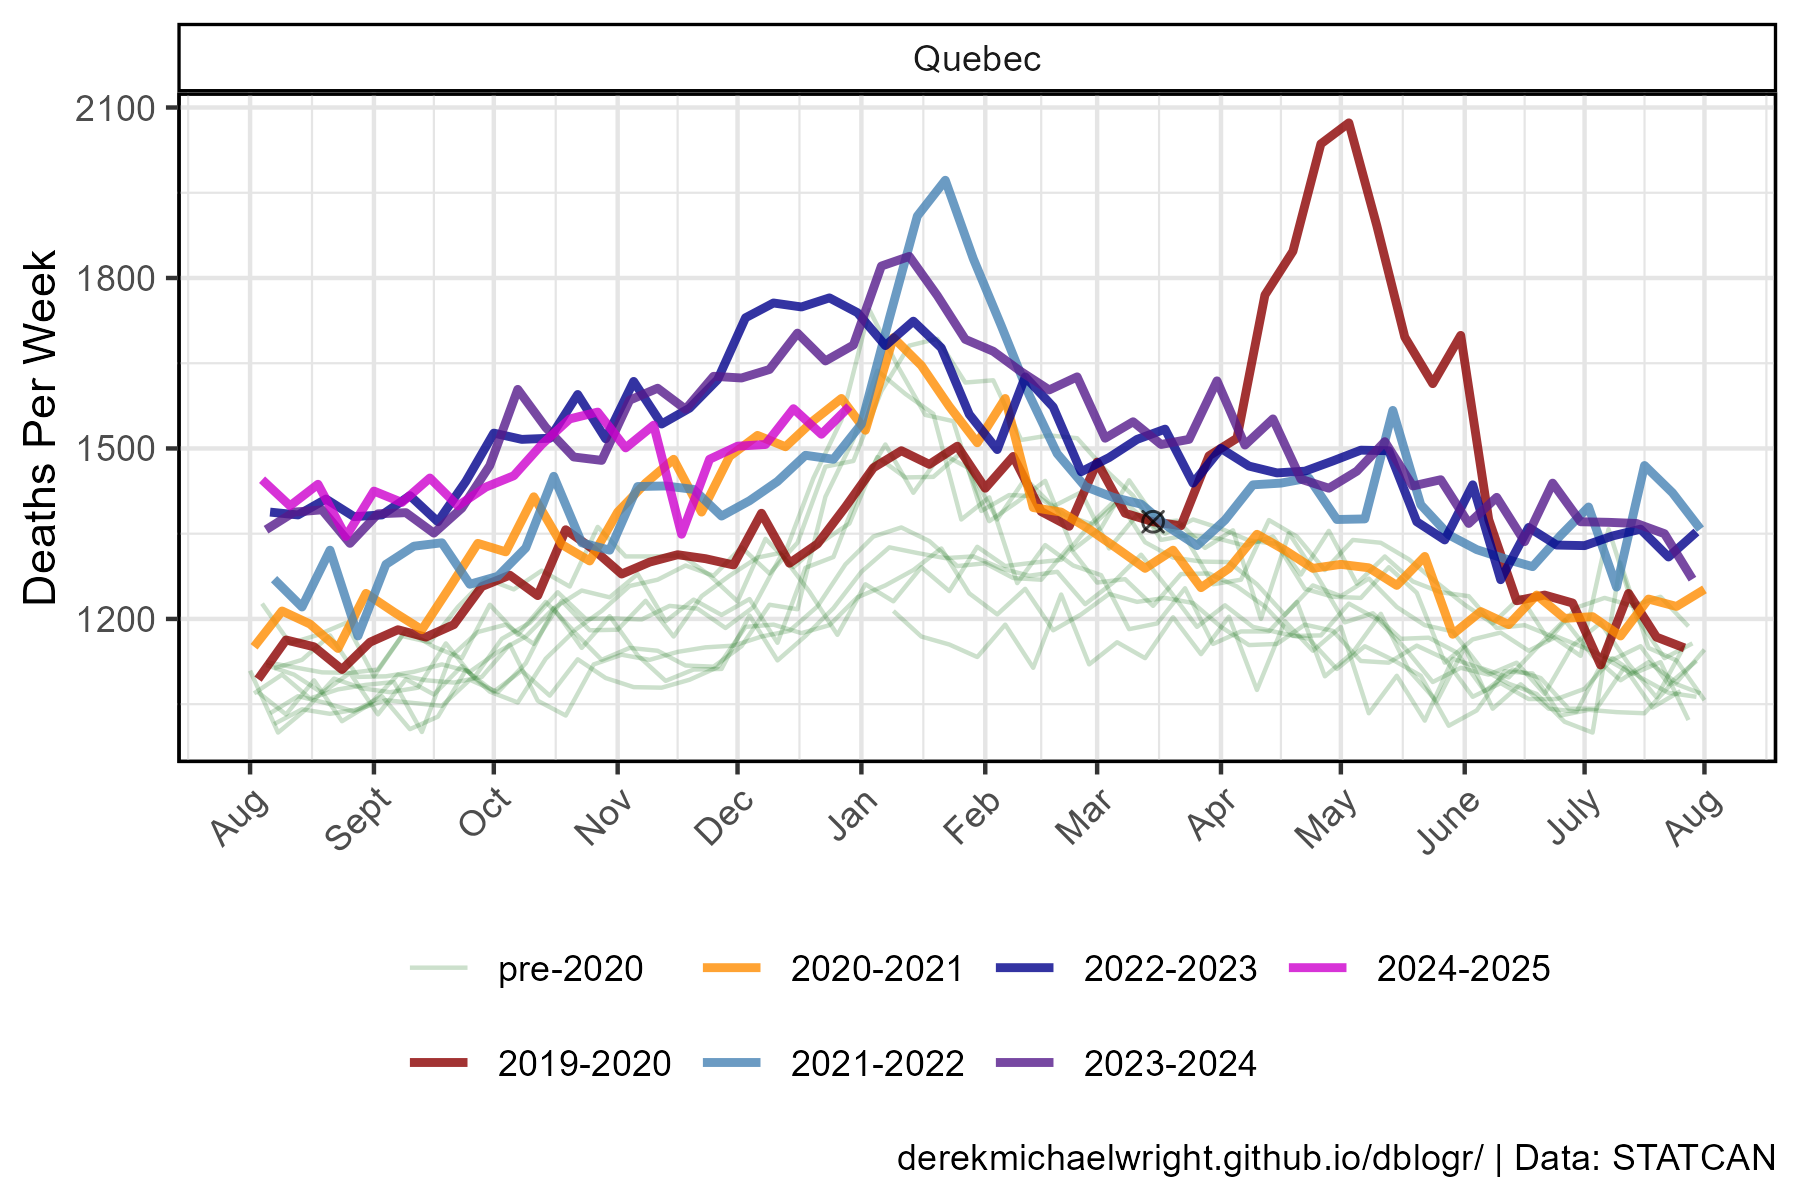 Quebec
Deaths Per Week
2100
1800
1500
1200
Aug Sept Oct Nov Dec Jan Feb Mar Apr May June July Aug
pre-2020 2020-2021 2022-2023 2024-2025
2019-2020 2021-2022 2023-2024
derekmichaelwright.github.io/dblogr/ | Data: STATCAN